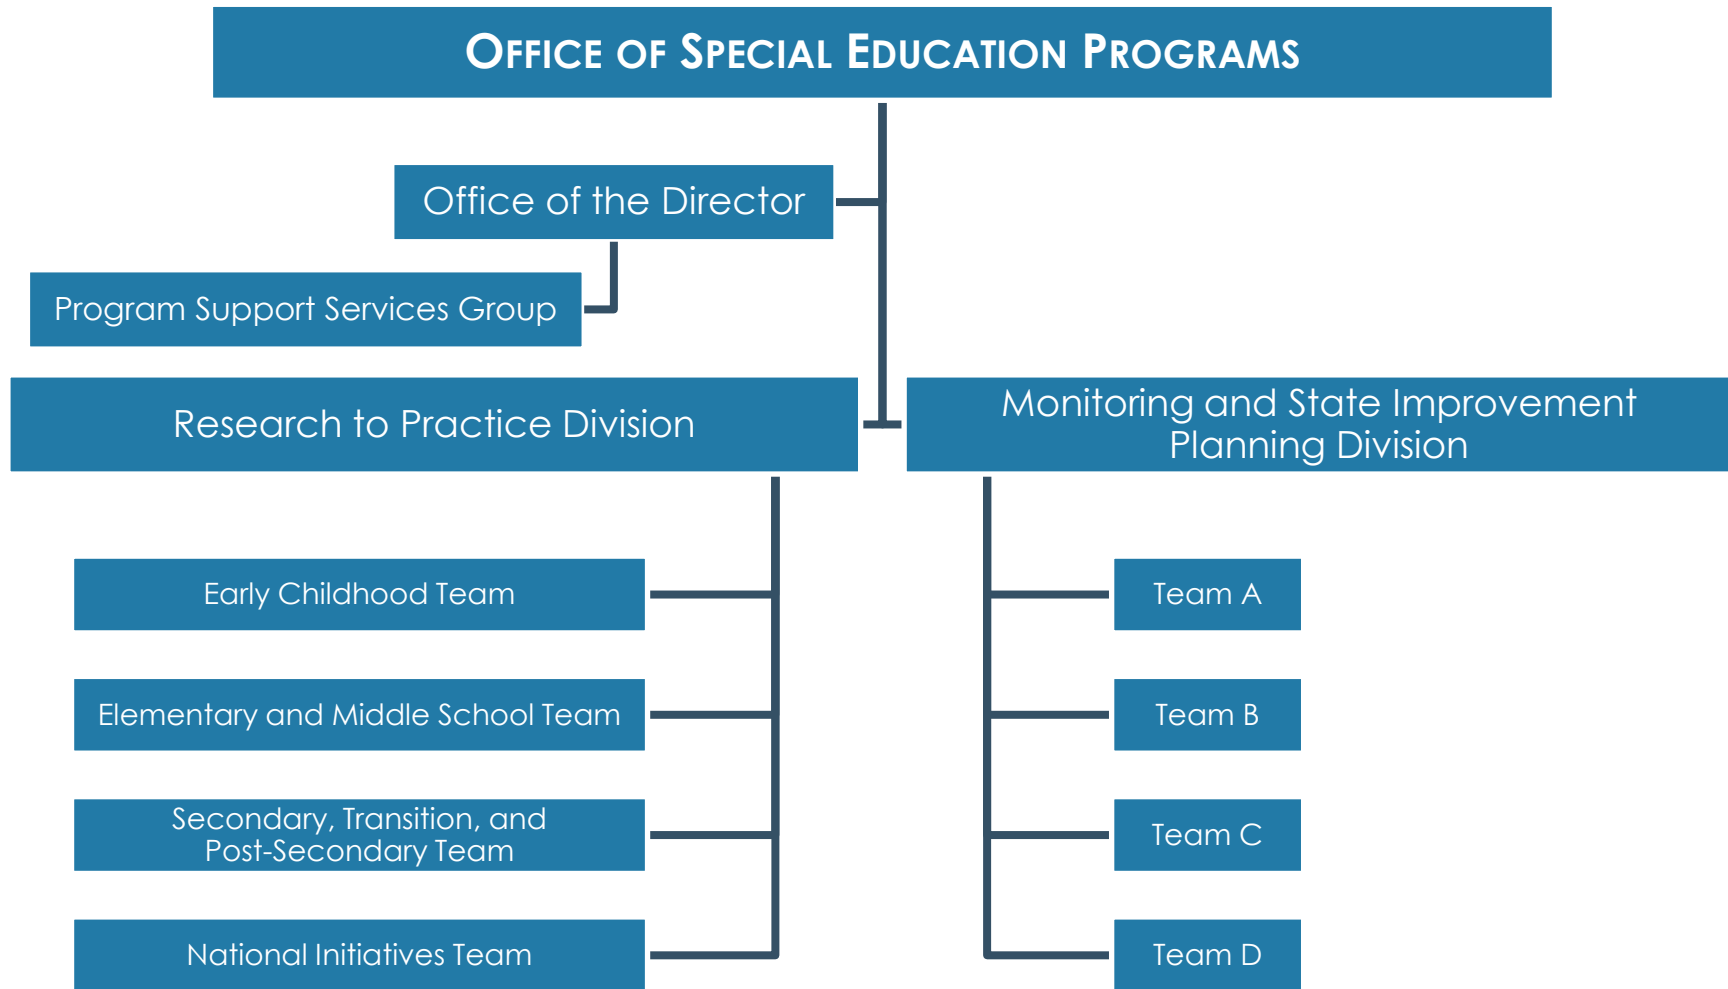 OFFICE OF SPECIAL EDUCATION PROGRAMS
Office of the Director
Program Support Services Group
Research to Practice Division
Monitoring and State Improvement
Planning Division
Early Childhood Team
Elementary and Middle School Team
Secondary, Transition, and
Post-Secondary Team
National Initiatives Team
Team A
Team B
Team C
Team D